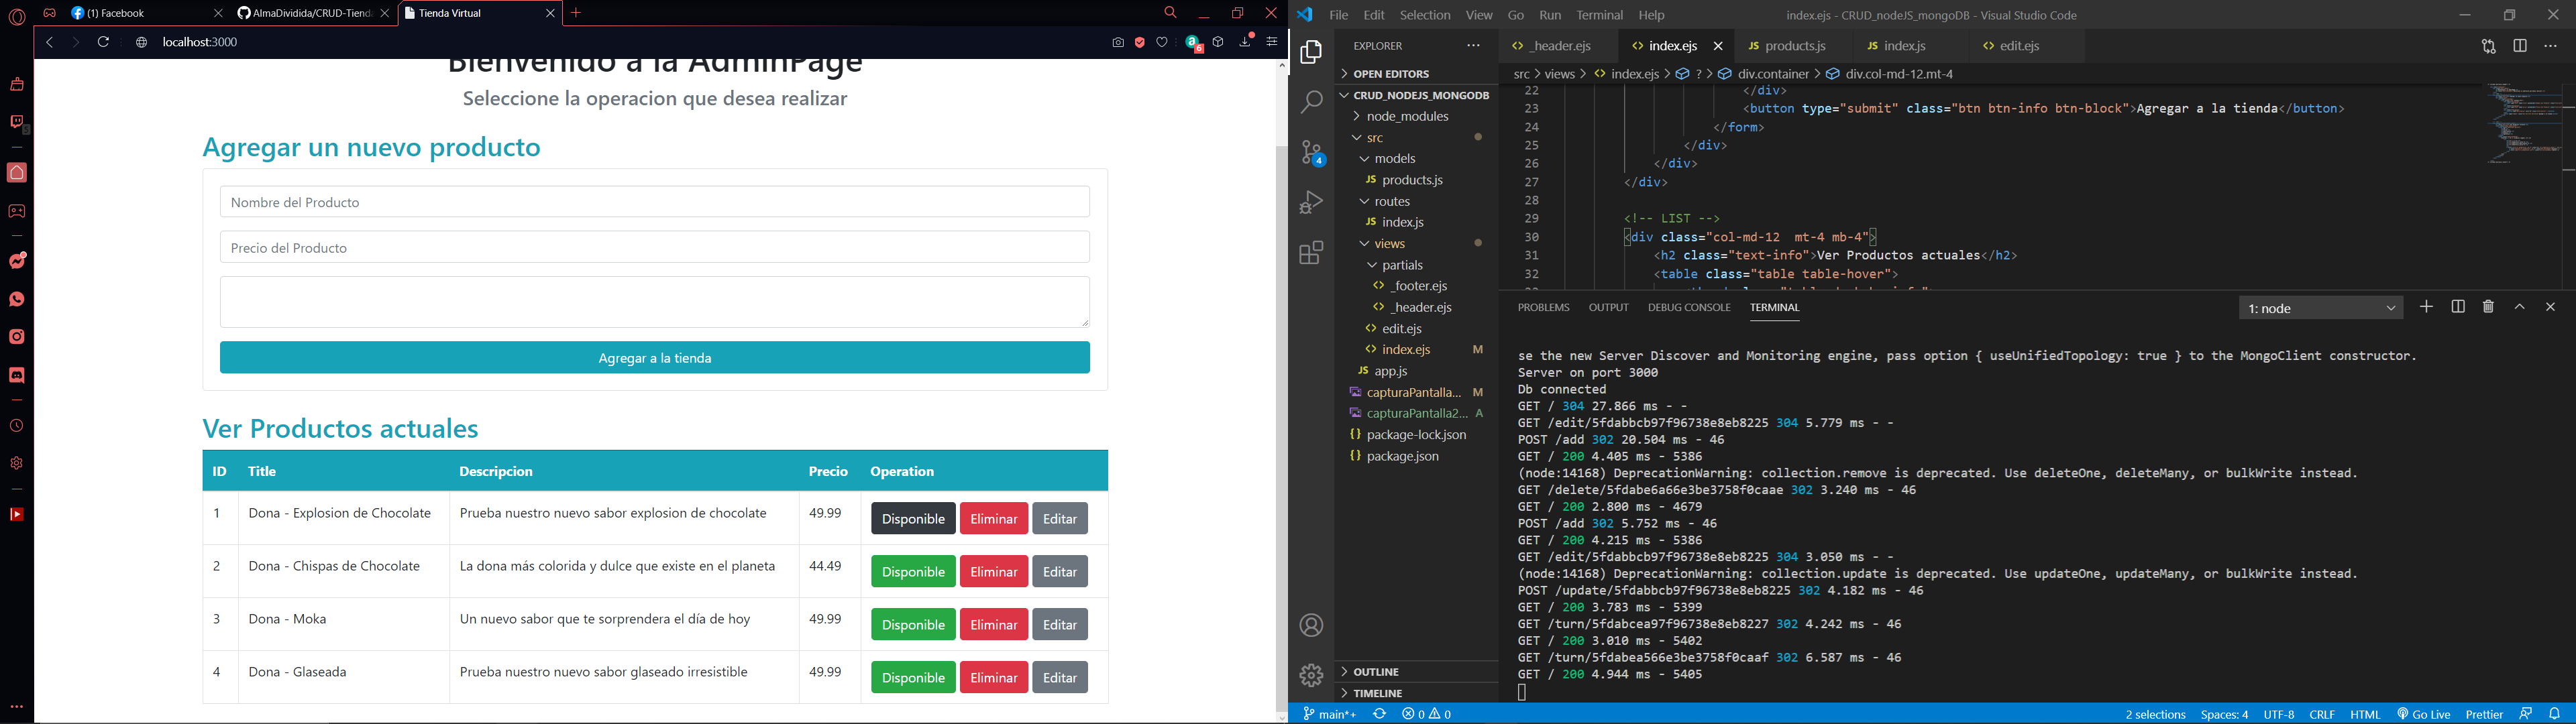 (1) Facebook
AlmaDividida/CRUD-Tienda
Tienda Virtual
localhost:3000
6
Bienvenido a la AdminPage
Seleccione la operacion que desea realizar
Agregar un nuevo producto
Nombre del Producto
Precio del Producto
Agregar a la tienda
Ver Productos actuales
ID Title Descripcion Precio Operation
1 Dona - Explosion de Chocolate Prueba nuestro nuevo sabor explosion de chocolate 49.99 Disponible Eliminar Editar
2 Dona - Chispas de Chocolate La dona más colorida y dulce que existe en el planeta 44.49 Disponible Eliminar Editar
3 Dona - Moka Un nuevo sabor que te sorprendera el día de hoy 49.99 Disponible Eliminar Editar
4 Dona - Glaseada Prueba nuestro nuevo sabor glaseado irresistible 49.99 Disponible Eliminar Editar
File Edit Selection View Go Run Terminal Help
index.ejs - CRUD_nodeJS_mongoDB - Visual Studio Code
EXPLORER
OPEN EDITORS
CRUD_NODEJS_MONGODB
node_modules
src
models
JS products.js
routes
JS index.js
views
partials
<> _footer.ejs
<> _header.ejs
<> edit.ejs
<> index.ejs M
JS app.js
capturaPantalla... M
capturaPantalla2... A
{} package-lock.json
{} package.json
OUTLINE
TIMELINE
4
<> _header.ejs
<> index.ejs
JS products.js
JS index.js
<> edit.ejs
src > views > <> index.ejs > ? > div.container > div.col-md-12.mt-4
22 </div>
23 <button type="submit" class="btn btn-info btn-block">Agregar a la tienda</button>
24 </form>
25 </div>
26 </div>
27 </div>
28
29 <!-- LIST -->
30 <div class="col-md-12  mt-4 mb-4">
31 <h2 class="text-info">Ver Productos actuales</h2>
32 <table class="table table-hover">
PROBLEMS OUTPUT DEBUG CONSOLE TERMINAL
1: node
se the new Server Discover and Monitoring engine, pass option { useUnifiedTopology: true } to the MongoClient constructor.
Server on port 3000
Db connected
GET / 304 27.866 ms - -
GET /edit/5fdabbcb97f96738e8eb8225 304 5.779 ms - -
POST /add 302 20.504 ms - 46
GET / 200 4.405 ms - 5386
(node:14168) DeprecationWarning: collection.remove is deprecated. Use deleteOne, deleteMany, or bulkWrite instead.
GET /delete/5fdabe6a66e3be3758f0caae 302 3.240 ms - 46
GET / 200 2.800 ms - 4679
POST /add 302 5.752 ms - 46
GET / 200 4.215 ms - 5386
GET /edit/5fdabbcb97f96738e8eb8225 304 3.050 ms - -
(node:14168) DeprecationWarning: collection.update is deprecated. Use updateOne, updateMany, or bulkWrite instead.
POST /update/5fdabbcb97f96738e8eb8225 302 4.182 ms - 46
GET / 200 3.783 ms - 5399
GET /turn/5fdabcea97f96738e8eb8227 302 4.242 ms - 46
GET / 200 3.010 ms - 5402
GET /turn/5fdabea566e3be3758f0caaf 302 6.587 ms - 46
GET / 200 4.944 ms - 5405
main*+ 0 0
2 selections Spaces: 4 UTF-8 CRLF HTML Go Live Prettier